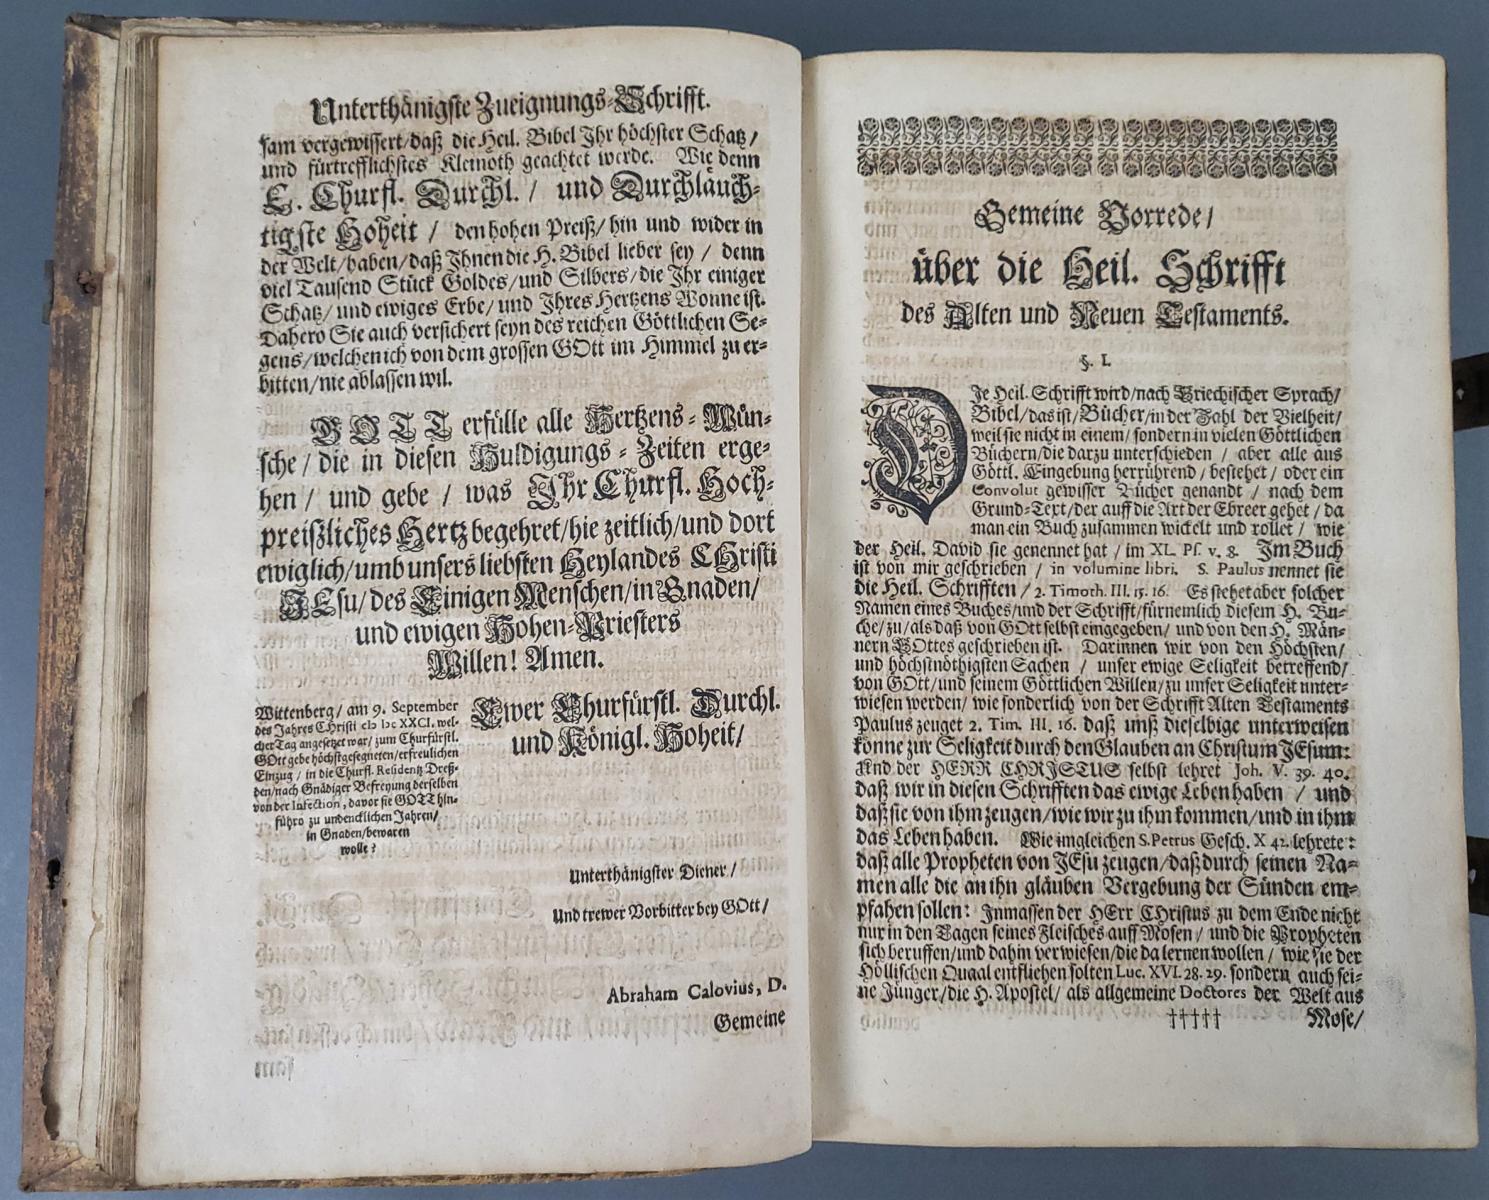 Unterthänigste Zueignungs-Schrifft.
sam vergewissert/daß die Heil. Bibel Ihr höchster Schatz/
und fürtrefflichstes Kleinoth geachtet werde. Wie denn
E. Churfl. Durchl./ und Durchläuch-
tigste Hoheit / den hohen Preiß/hin und wider in
der Welt/haben/daß Ihnen die H. Bibel lieber sey / denn
viel Tausend Stück Goldes/und Silbers/die Ihr einiger
Schatz/und ewiges Erbe/und Ihres Hertzens Wonne ist.
Dahero Sie auch versichert seyn des reichen Göttlichen Se-
gens/welchen ich von dem grossen GOtt im Himmel zu er-
bitten/nie ablassen wil.
GOTT erfülle alle Hertzens-Wün-
sche/die in diesen Huldigungs-Zeiten erge-
hen / und gebe / was Ihr Churfl. Hoch-
preißliches Hertz begehret/hie zeitlich/und dort
ewiglich/umb unsers liebsten Heylandes CHristi
JEsu/des Einigen Menschen/in Gnaden/
und ewigen Hohen-Priesters
Willen! Amen.
Wittenberg/ am 9. September
des Jahres CHristi cIɔ Iɔc XXCI. wel-
cher Tag angesetzet war/zum Churfürstl.
GOtt gebe höchstgesegneten/erfreulichen
Einzug / in die Churfl. Residentz Dreß-
den/nach Gnädiger Befreyung derselben
von der Infection, davor sie GOTT hin-
führo zu undencklichen Jahren/
in Gnaden/bewaren
wolle!
Ewer Churfürstl. Durchl.
und Königl. Hoheit/
Unterthänigster Diener/
Und trewer Vorbitter bey GOtt/
Abraham Calovius, D.
Gemeine
Gemeine Vorrede/
über die Heil. Schrifft
des Alten und Neuen Testaments.
§. I.
DJe Heil. Schrifft wird/nach Griechischer Sprach/
Bibel/das ist/Bücher/in der Zahl der Vielheit/
weil sie nicht in einem/sondern in vielen Göttlichen
Büchern/die darzu unterschieden / aber alle aus
Göttl. Eingebung herrührend/bestehet/oder ein
Convolut gewisser Bücher genandt / nach dem
Grund-Text/der auff die Art der Ebreer gehet/da
man ein Buch zusammen wickelt und rollet/ wie
der Heil. David sie genennet hat / im XL. Ps. v. 8. Im Buch
ist von mir geschrieben / in volumine libri. S. Paulus nennet sie
die Heil. Schrifften / 2. Timoth. III. 15. 16. Es stehet aber solcher
Namen eines Buches/und der Schrifft/fürnemlich diesem H. Bu-
che/zu/als daß von GOtt selbst eingegeben/und von den H. Män-
nern GOttes geschrieben ist. Darinnen wir von den Höchsten/
und höchstnöthigsten Sachen / unser ewige Seligkeit betreffend/
von GOtt/und seinem Göttlichen Willen/zu unser Seligkeit unter-
wiesen werden/wie sonderlich von der Schrifft Alten Testaments
Paulus zeuget 2. Tim. III. 16. daß unß dieselbige unterweisen
könne zur Seligkeit durch den Glauben an Christum JEsum:
Und der HERR CHRISTUS selbst lehret Joh. V. 39. 40.
daß wir in diesen Schrifften das ewige Leben haben / und
daß sie von ihm zeugen/wie wir zu ihm kommen/und in ihm
das Leben haben. Wie imgleichen S. Petrus Gesch. X 42. lehrete:
daß alle Propheten von JEsu zeugen/daß durch seinen Na-
men alle die an ihn gläuben Vergebung der Sünden em-
pfahen sollen: Inmassen der HErr CHristus zu dem Ende nicht
nur in den Tagen seines Fleisches auff Mosen/ und die Propheten
sich beruffen/und dahin verwiesen/die da lernen wollen / wie sie der
Höllischen Quaal entfliehen solten Luc. XVI. 28. 29. sondern auch sei-
ne Jünger/die H. Apostel/ als allgemeine Doctores der Welt aus
††††† Mose/